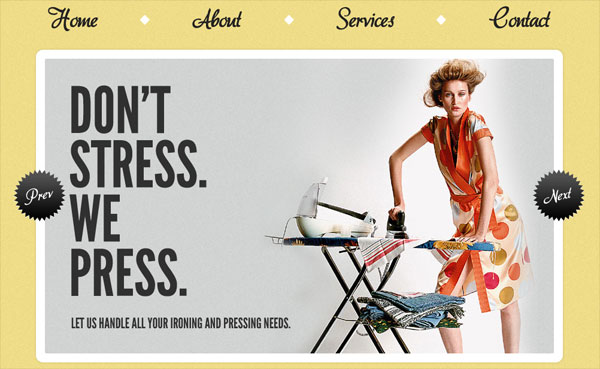 Home About Services Contact
DON'T
STRESS.
WE
PRESS.
Prev
Next
LET US HANDLE ALL YOUR IRONING AND PRESSING NEEDS.